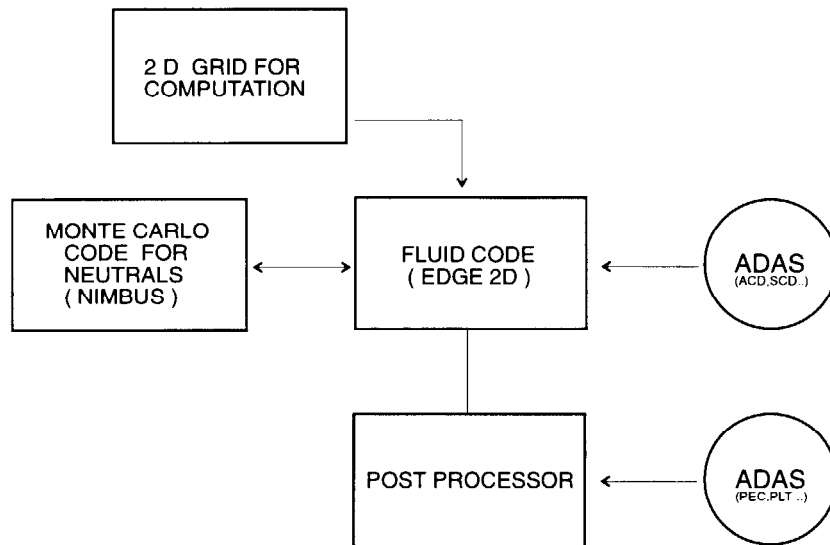 2 D GRID FOR
COMPUTATION
MONTE CARLO
CODE FOR
NEUTRALS
( NIMBUS )
FLUID CODE
( EDGE 2D )
ADAS
(ACD,SCD..)
POST PROCESSOR
ADAS
(PEC,PLT ..)